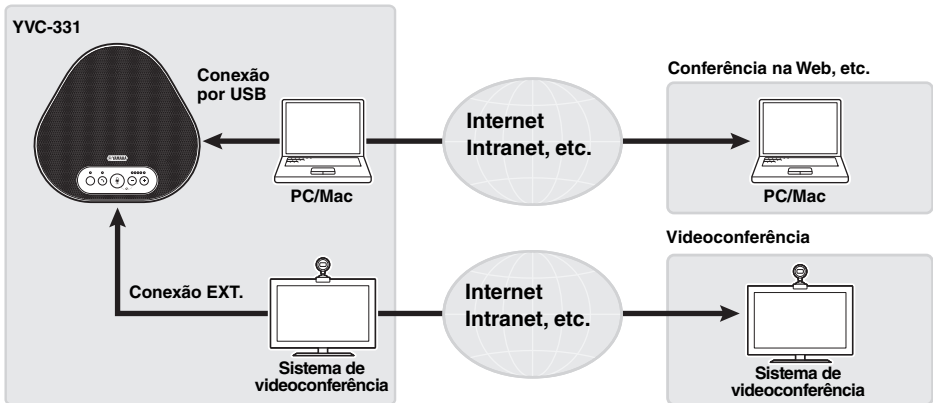 YVC-331
Conexão
por USB
YAMAHA
PC/Mac
Internet
Intranet, etc.
Conferência na Web, etc.
PC/Mac
Conexão EXT.
Sistema de
videoconferência
Internet
Intranet, etc.
Videoconferência
Sistema de
videoconferência